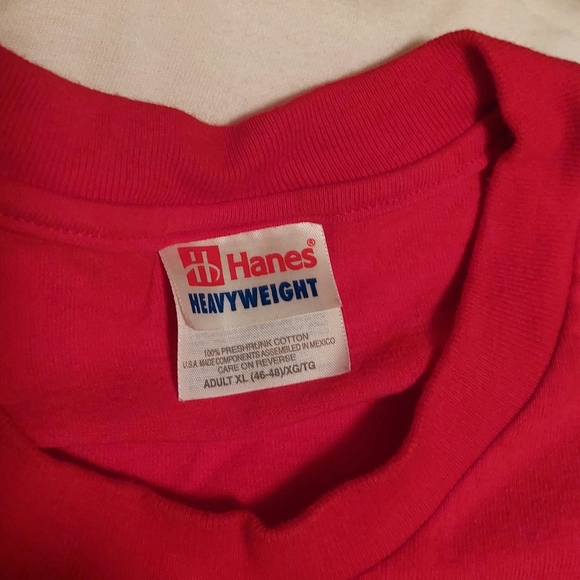 Hanes®
HEAVYWEIGHT
100% PRESHRUNK COTTON
U.S.A. MADE COMPONENTS ASSEMBLED IN MEXICO
CARE ON REVERSE
ADULT XL (46-48)/XG/TG